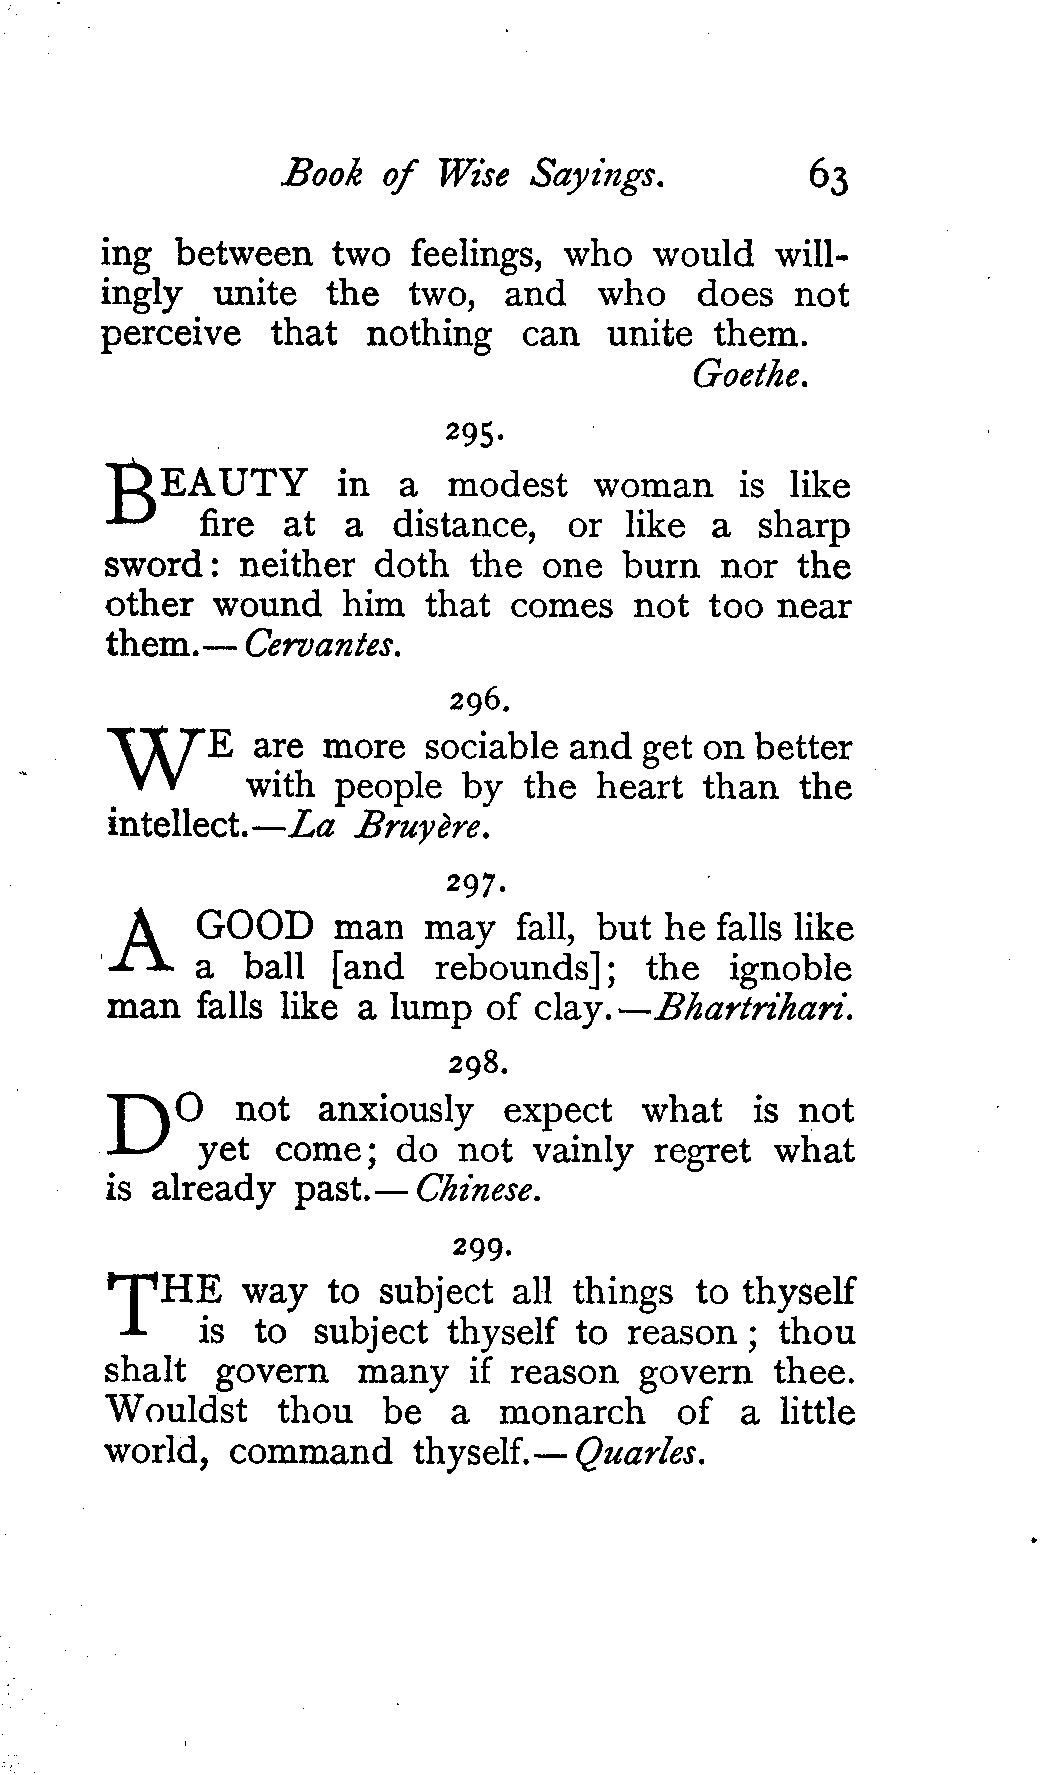 Book of Wise Sayings. 63
ing between two feelings, who would will-
ingly unite the two, and who does not
perceive that nothing can unite them.
Goethe.
295.
BEAUTY in a modest woman is like
fire at a distance, or like a sharp
sword: neither doth the one burn nor the
other wound him that comes not too near
them.—Cervantes.
296.
WE are more sociable and get on better
with people by the heart than the
intellect.—La Bruyère.
297.
A GOOD man may fall, but he falls like
a ball [and rebounds]; the ignoble
man falls like a lump of clay.—Bhartrihari.
298.
DO not anxiously expect what is not
yet come; do not vainly regret what
is already past.—Chinese.
299.
THE way to subject all things to thyself
is to subject thyself to reason; thou
shalt govern many if reason govern thee.
Wouldst thou be a monarch of a little
world, command thyself.—Quarles.